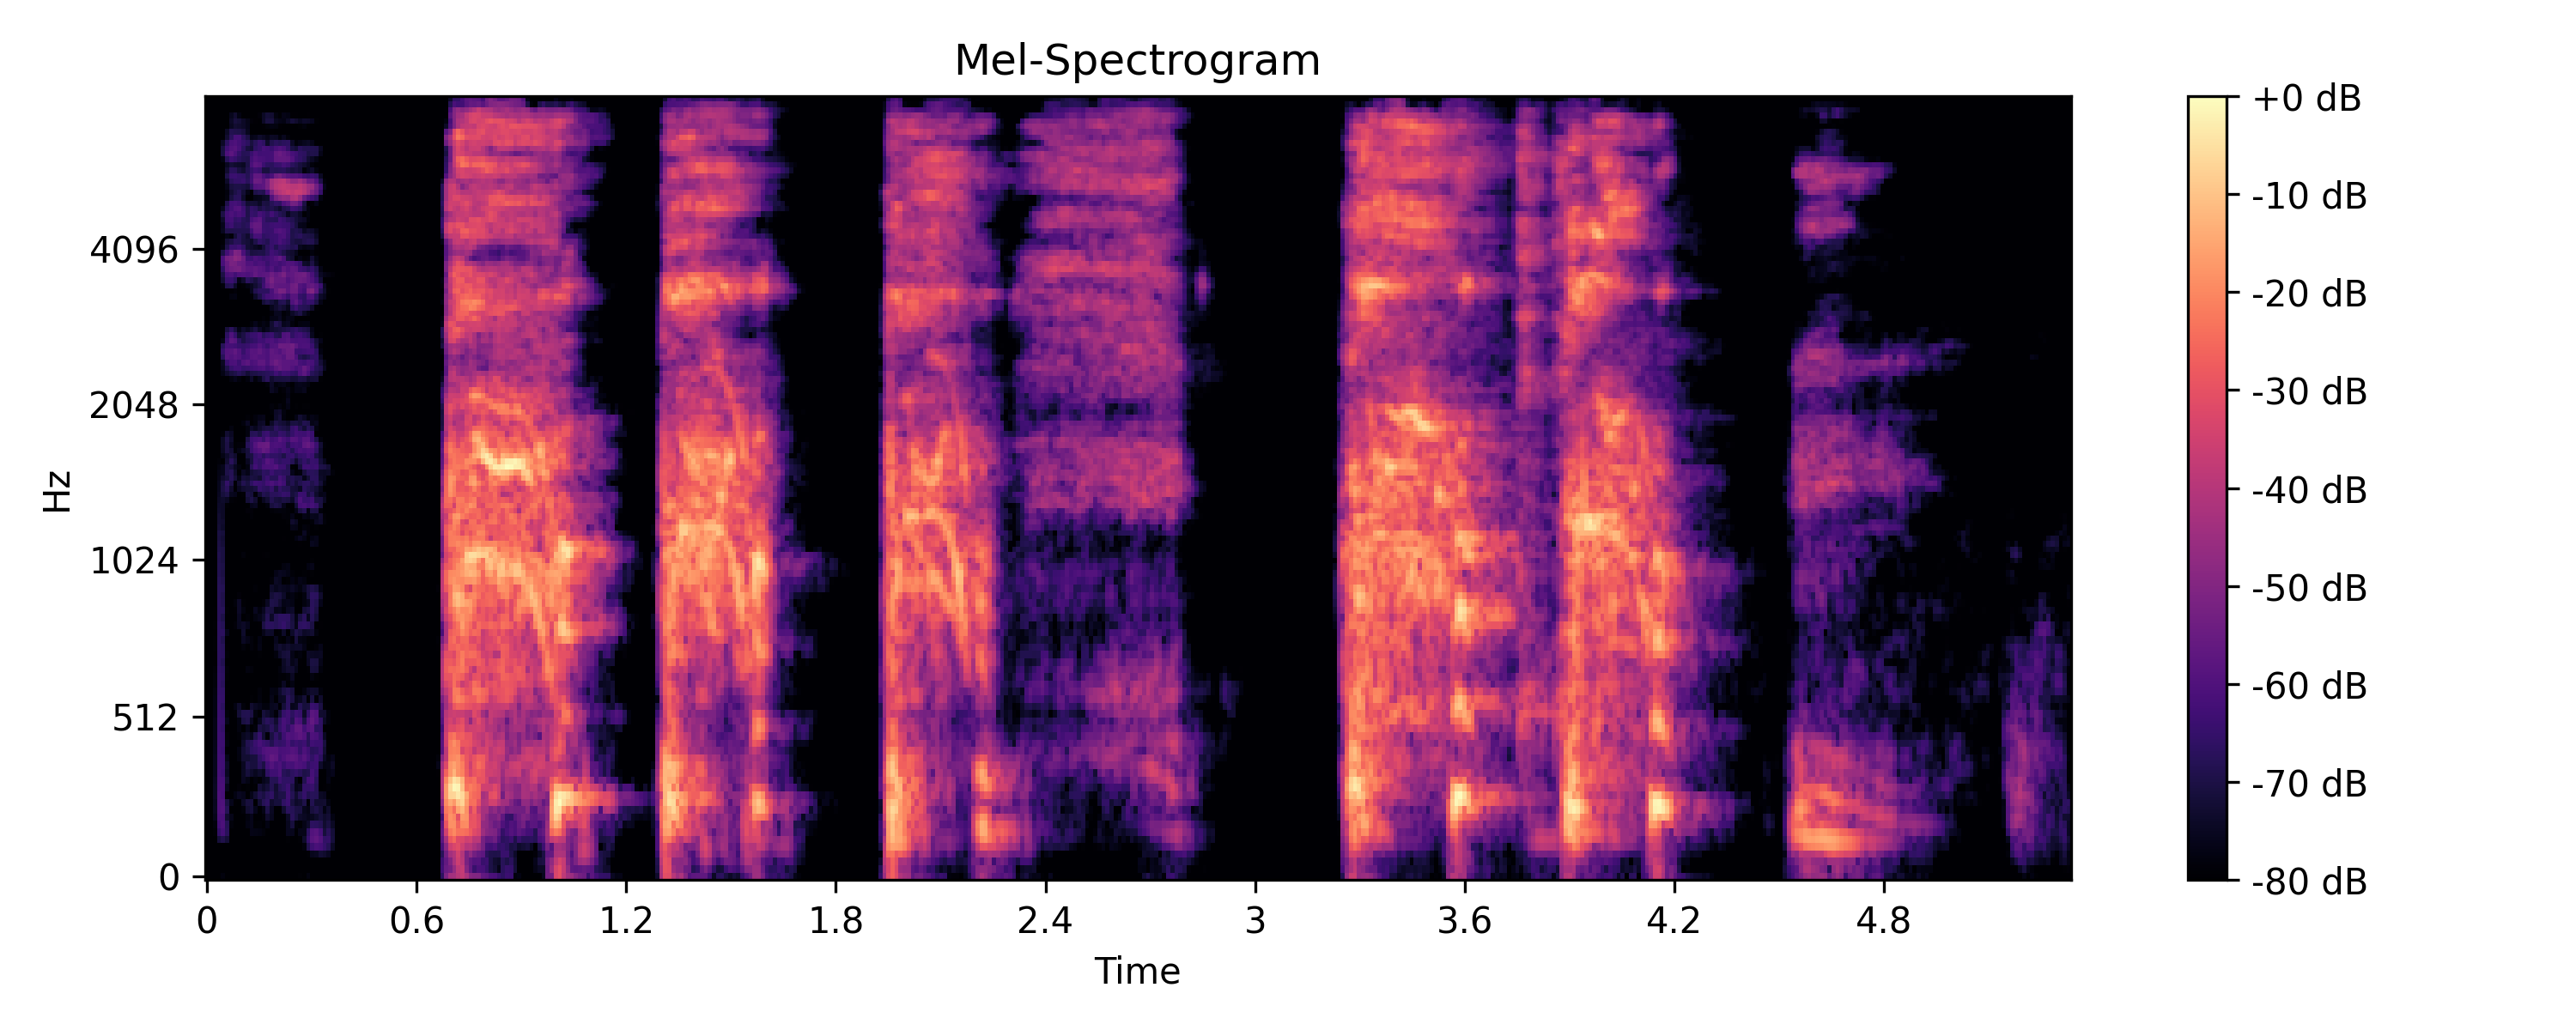 Mel-Spectrogram
+0 dB
-10 dB
-20 dB
-30 dB
-40 dB
-50 dB
-60 dB
-70 dB
-80 dB
4096
2048
1024
512
0
Hz
0 0.6 1.2 1.8 2.4 3 3.6 4.2 4.8
Time